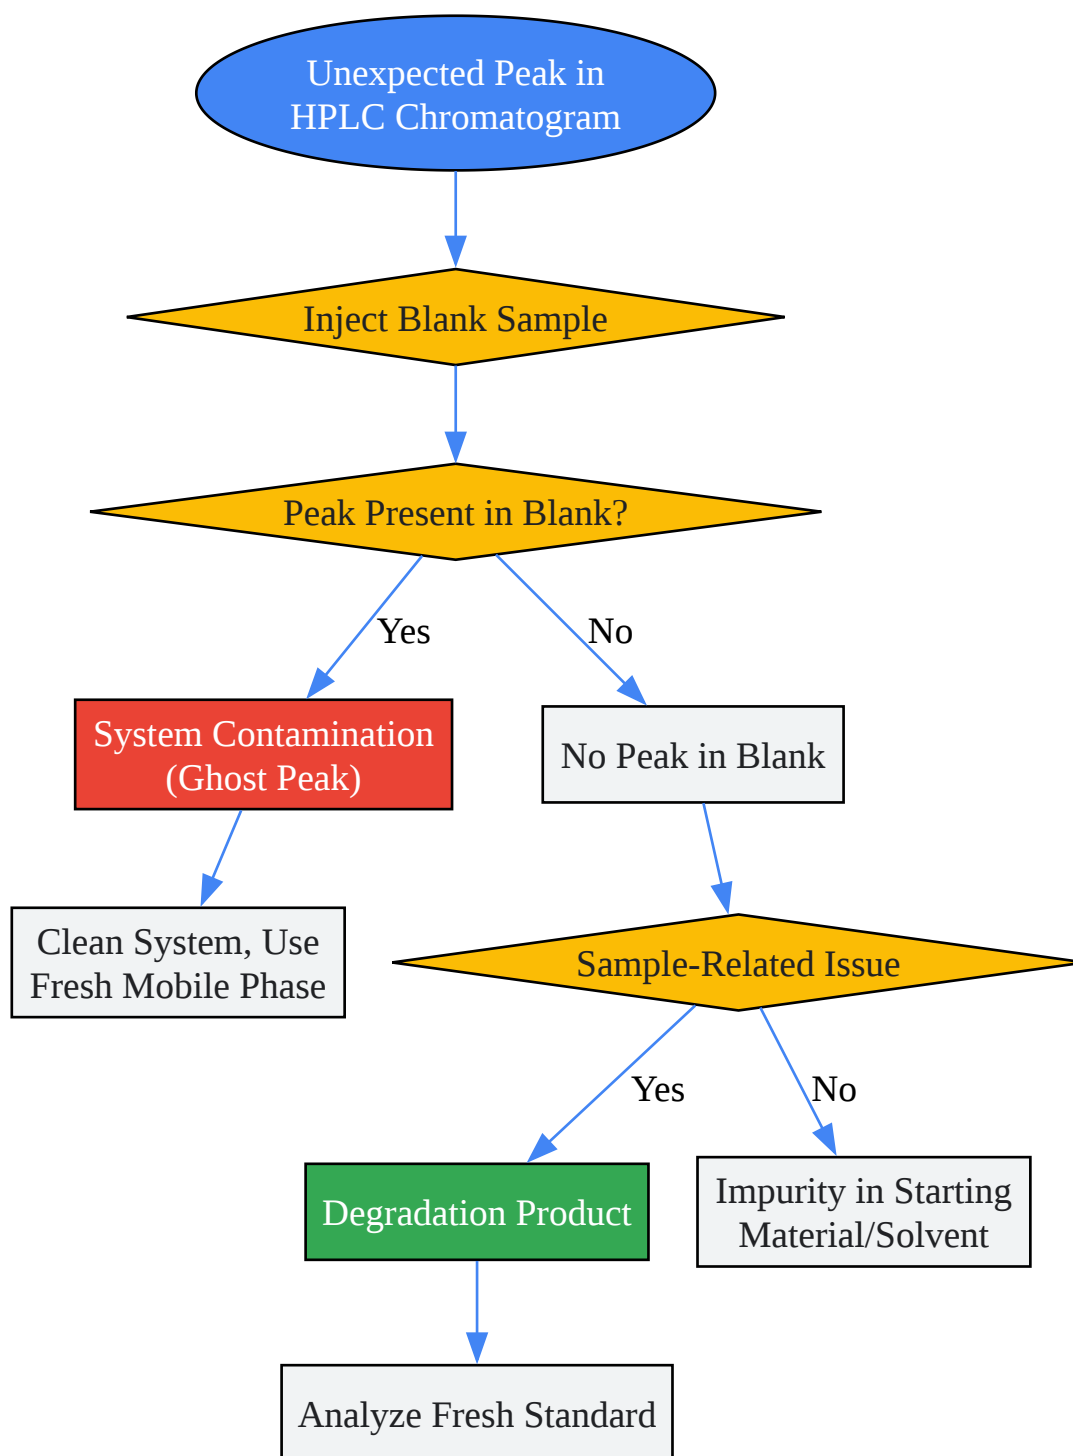 Unexpected Peak in
HPLC Chromatogram
Inject Blank Sample
Peak Present in Blank?
Yes
No
System Contamination
(Ghost Peak)
No Peak in Blank
Clean System, Use
Fresh Mobile Phase
Sample-Related Issue
Yes
No
Degradation Product
Impurity in Starting
Material/Solvent
Analyze Fresh Standard